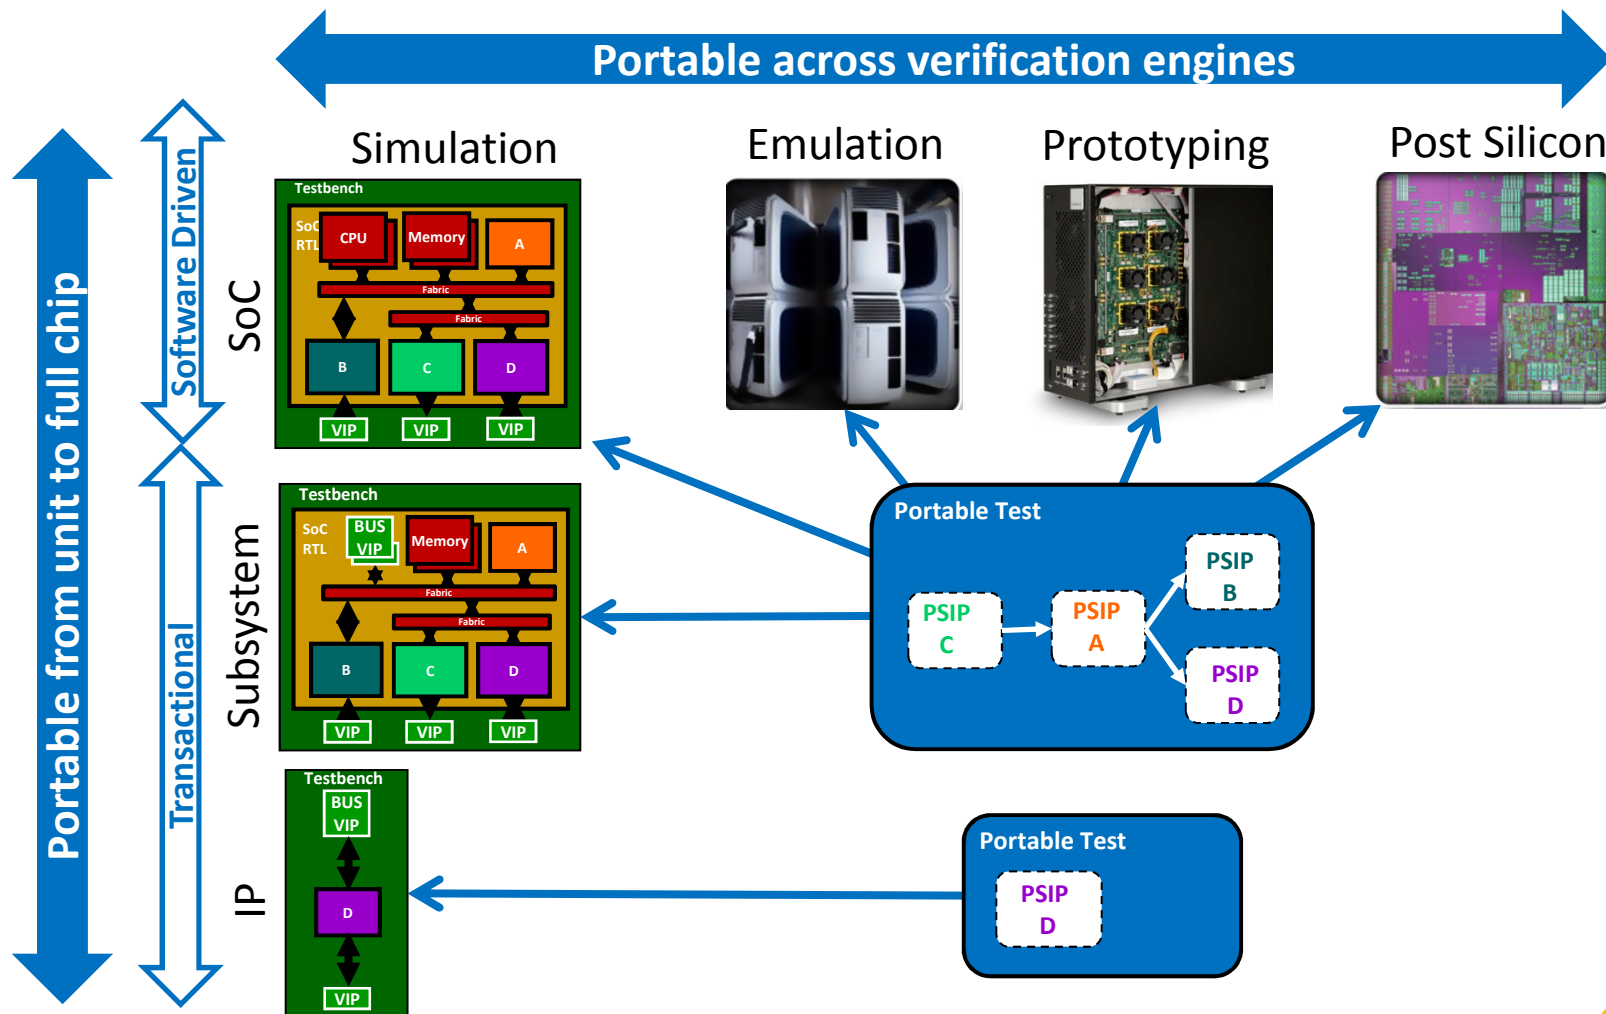 Portable across verification engines
Portable from unit to full chip
Software Driven
Transactional
SoC
Subsystem
IP
Simulation
Emulation
Prototyping
Post Silicon
Testbench
SoC
RTL
CPU
Memory
A
Fabric
Fabric
B
C
D
VIP
VIP
VIP
Testbench
SoC
RTL
BUS
VIP
Memory
A
Fabric
Fabric
B
C
D
VIP
VIP
VIP
Testbench
BUS
VIP
D
VIP
Portable Test
PSIP
C
PSIP
A
PSIP
B
PSIP
D
Portable Test
PSIP
D